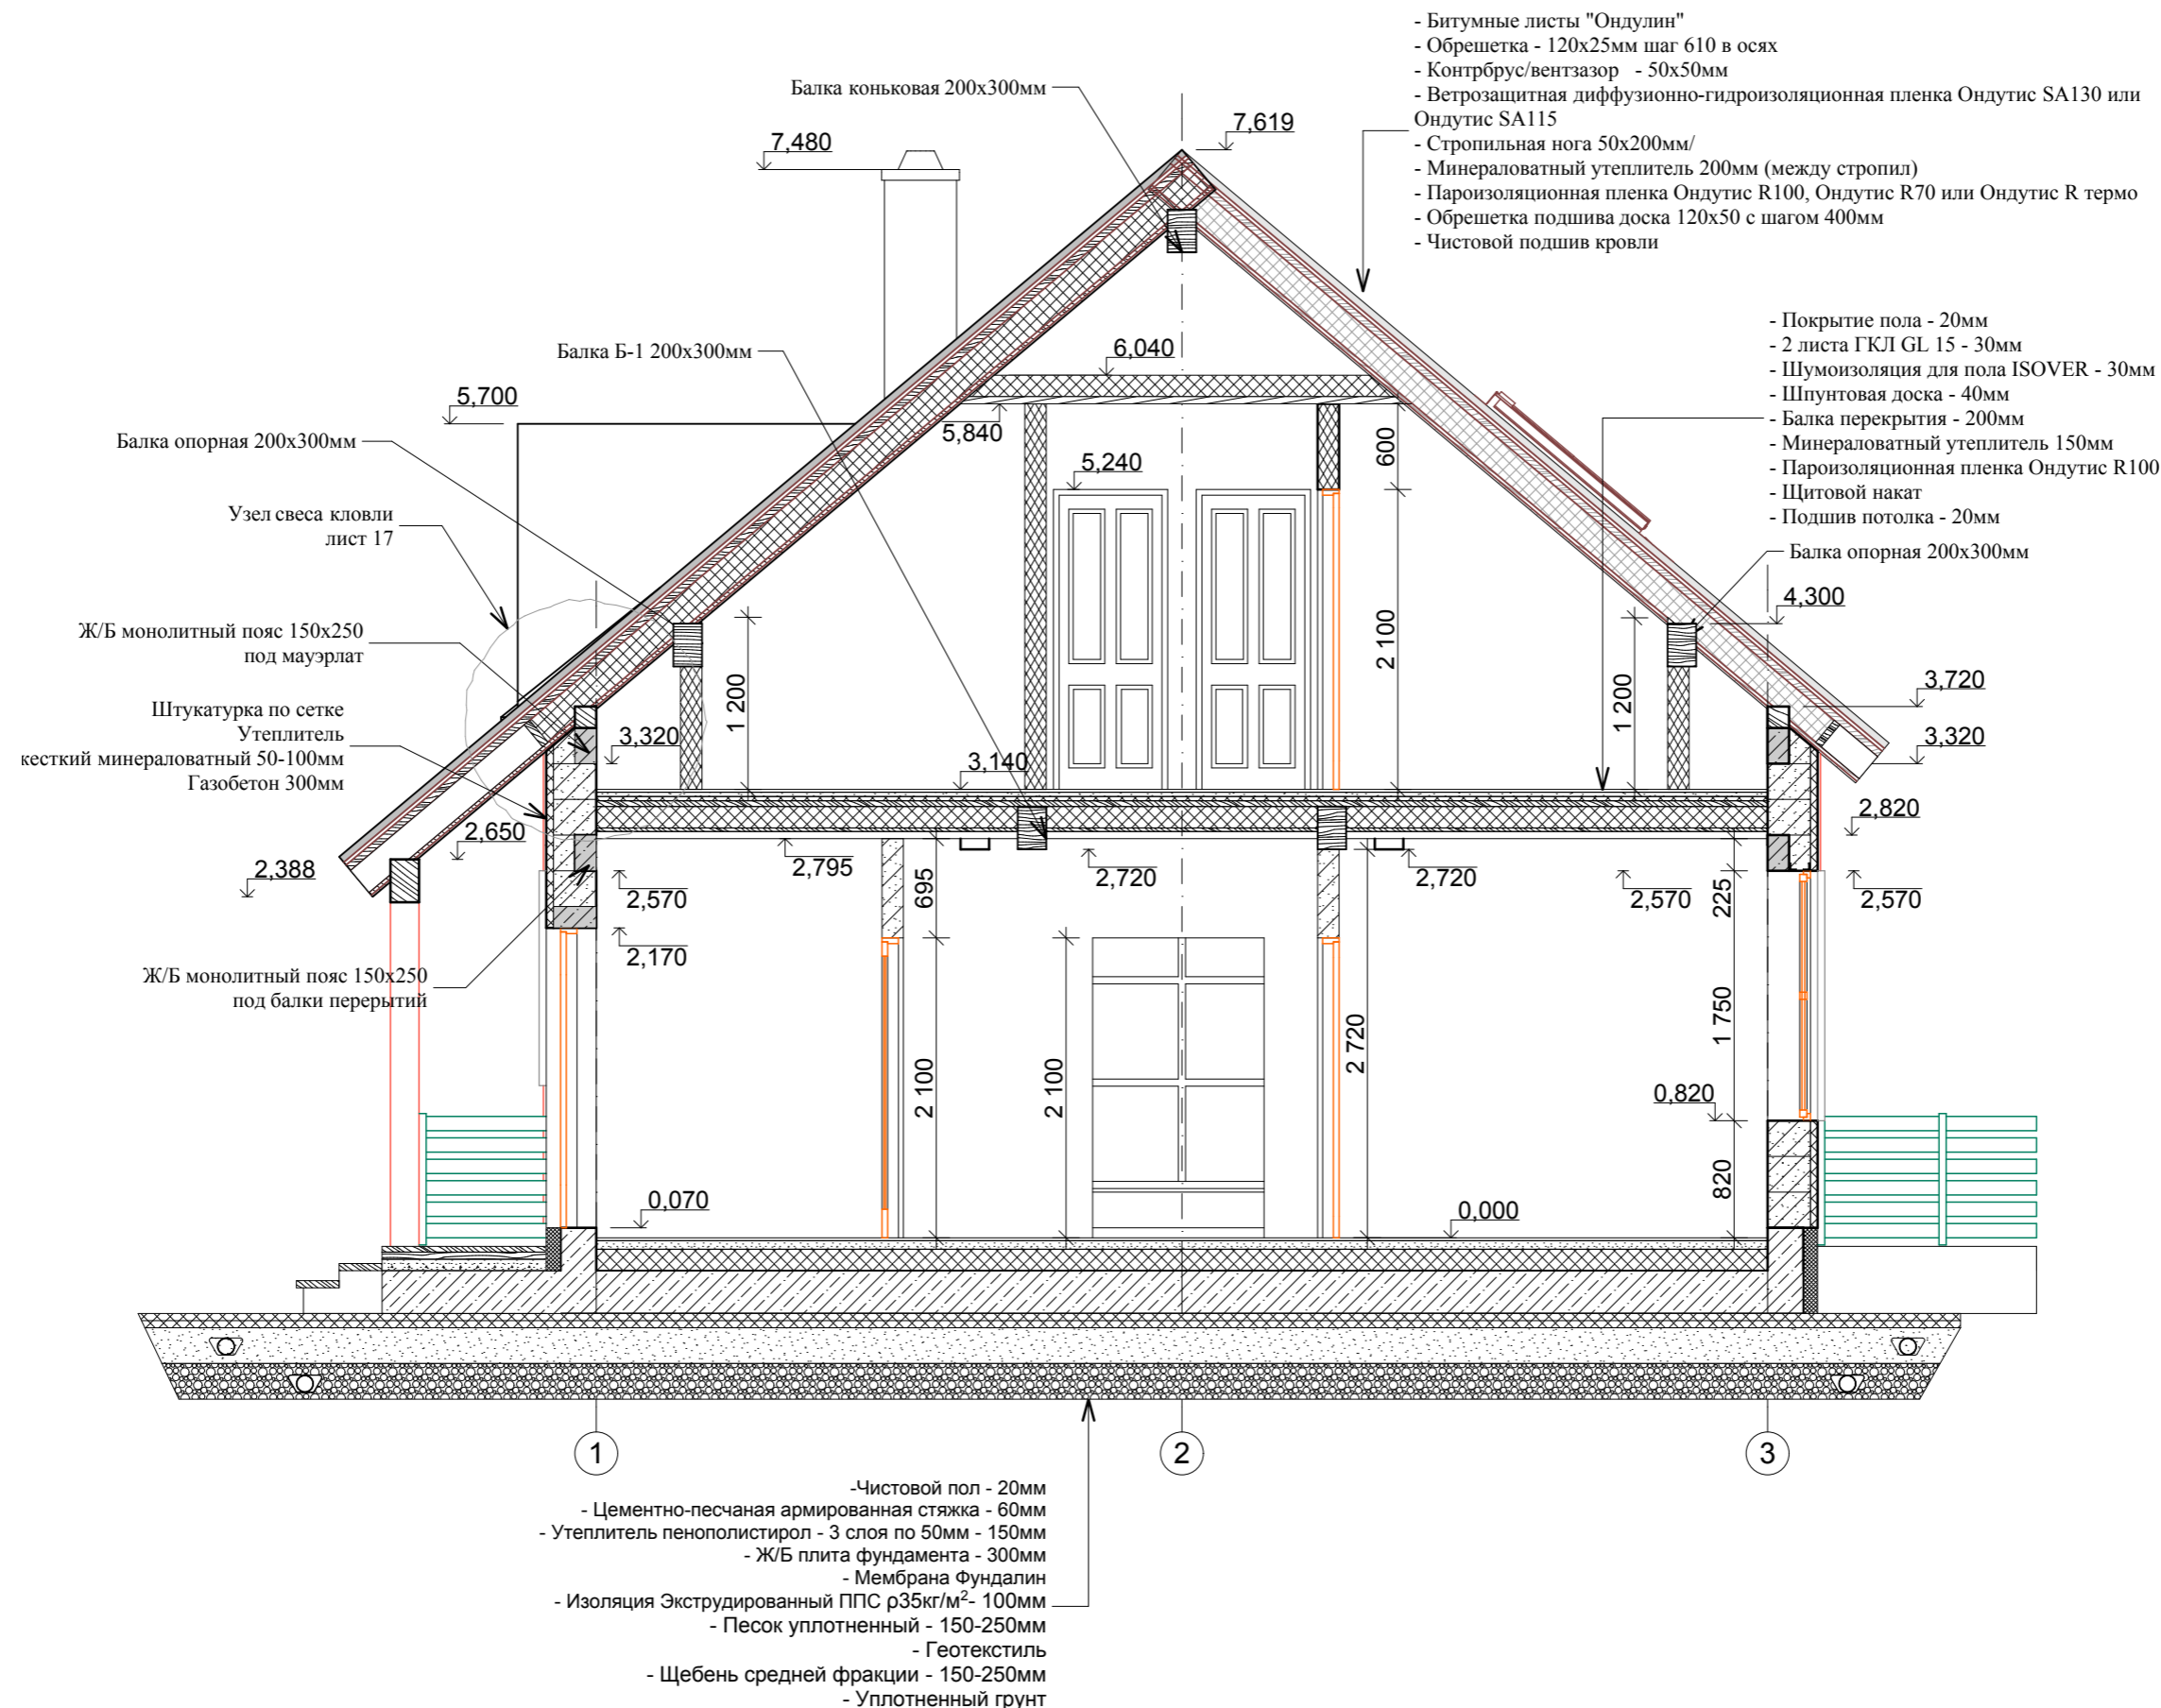 - Битумные листы "Ондулин"
- Обрешетка - 120х25мм шаг 610 в осях
- Контрбрус/вентзазор - 50х50мм
- Ветрозащитная диффузионно-гидроизоляционная пленка Ондутис SA130 или
Ондутис SA115
- Стропильная нога 50х200мм/
- Минераловатный утеплитель 200мм (между стропил)
- Пароизоляционная пленка Ондутис R100, Ондутис R70 или Ондутис R термо
- Обрешетка подшива доска 120х50 с шагом 400мм
- Чистовой подшив кровли
Балка коньковая 200х300мм
7,619
7,480
- Покрытие пола - 20мм
- 2 листа ГКЛ GL 15 - 30мм
- Шумоизоляция для пола ISOVER - 30мм
- Шпунтовая доска - 40мм
- Балка перекрытия - 200мм
- Минераловатный утеплитель 150мм
- Пароизоляционная пленка Ондутис R100
- Щитовой накат
- Подшив потолка - 20мм
Балка Б-1 200х300мм
6,040
5,700
5,840
600
Балка опорная 200х300мм
5,240
Узел свеса кловли
лист 17
Балка опорная 200х300мм
4,300
Ж/Б монолитный пояс 150х250
под мауэрлат
2 100
1 200
1 200
3,720
Штукатурка по сетке
Утеплитель
жесткий минераловатный 50-100мм
Газобетон 300мм
3,320
3,320
3,140
2,650
2,820
2,388
2,795
2,720
2,720
2,570
2,570
2,570
695
225
2,170
Ж/Б монолитный пояс 150х250
под балки перерытий
1 750
2 720
2 100
2 100
0,820
820
0,070
0,000
1
2
3
-Чистовой пол - 20мм
- Цементно-песчаная армированная стяжка - 60мм
- Утеплитель пенополистирол - 3 слоя по 50мм - 150мм
- Ж/Б плита фундамента - 300мм
- Мембрана Фундалин
- Изоляция Экструдированный ППС ρ35кг/м²- 100мм
- Песок уплотненный - 150-250мм
- Геотекстиль
- Щебень средней фракции - 150-250мм
- Уплотненный грунт